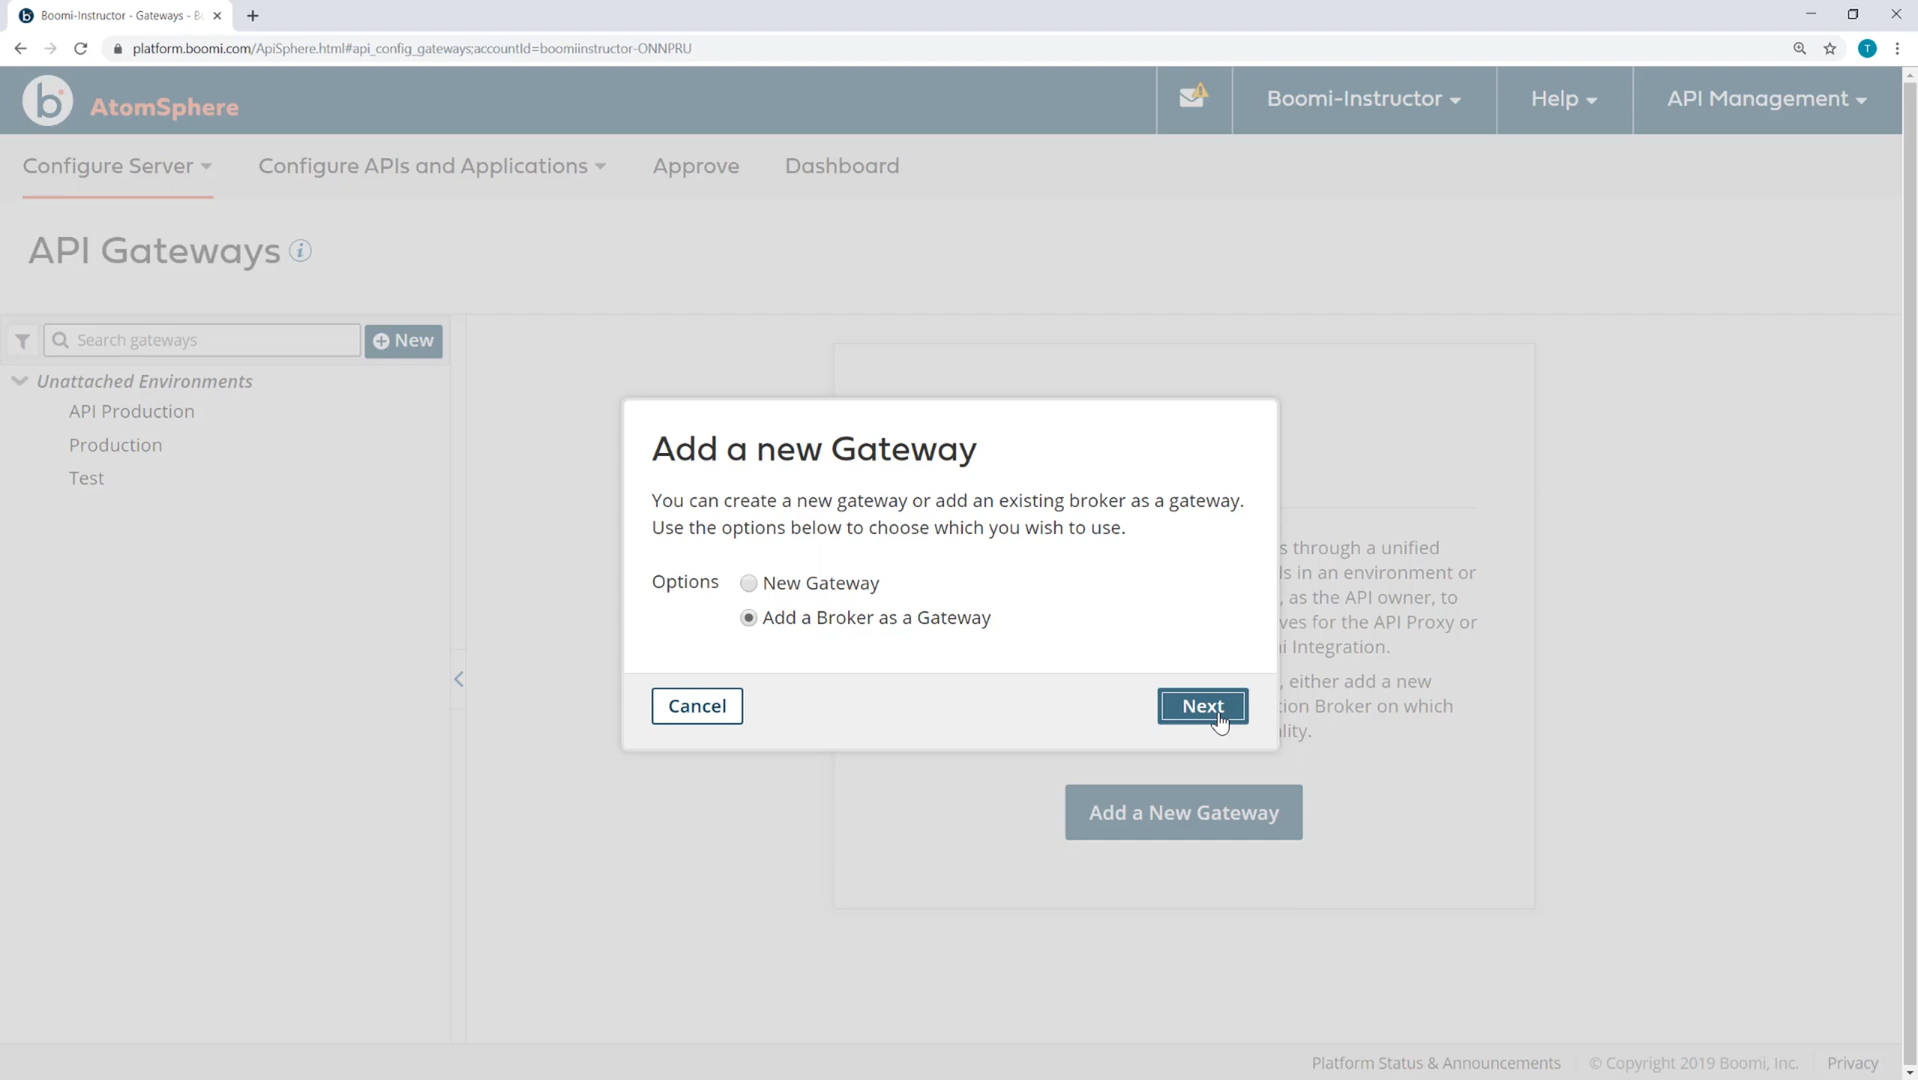 Boomi-Instructor - Gateways - B
platform.boomi.com/ApiSphere.html#api_config_gateways;accountId=boomiinstructor-ONNPRU
T
b AtomSphere
Boomi-Instructor
Help
API Management
Configure Server
Configure APIs and Applications
Approve
Dashboard
API Gateways i
Search gateways
New
Unattached Environments
API Production
Production
Test
Add a new Gateway
You can create a new gateway or add an existing broker as a gateway.
Use the options below to choose which you wish to use.
Options
New Gateway
Add a Broker as a Gateway
Cancel
Next
s through a unified
ls in an environment or
, as the API owner, to
ves for the API Proxy or
i Integration.
, either add a new
tion Broker on which
lity.
Add a New Gateway
Platform Status & Announcements
© Copyright 2019 Boomi, Inc.
Privacy